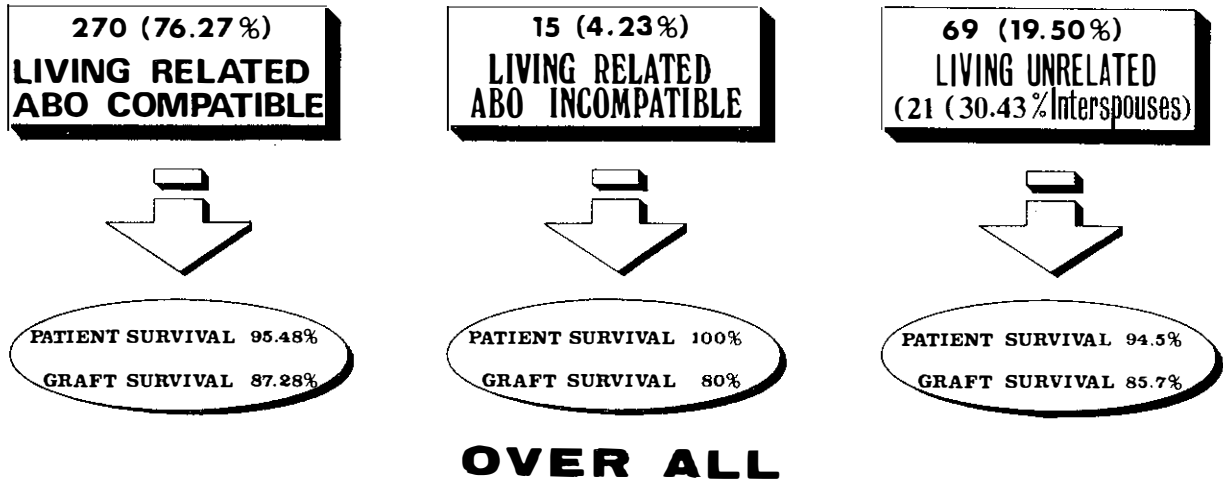 270 (76.27%)
LIVING RELATED
ABO COMPATIBLE
15 (4.23%)
LIVING RELATED
ABO INCOMPATIBLE
69 (19.50%)
LIVING UNRELATED
(21 (30.43% Interspouses)
PATIENT SURVIVAL 95.48%
GRAFT SURVIVAL 87.28%
PATIENT SURVIVAL 100%
GRAFT SURVIVAL 80%
PATIENT SURVIVAL 94.5%
GRAFT SURVIVAL 85.7%
OVER ALL